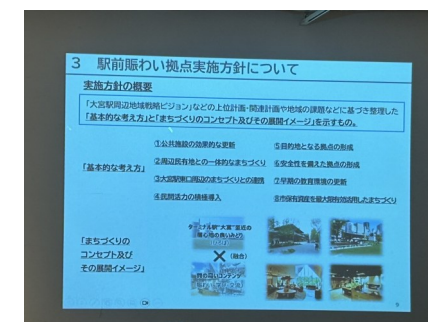 3 駅前賑わい拠点実施方針について
実施方針の概要
「大宮駅周辺地域戦略ビジョン」などの上位計画・関連計画や地域の課題などに基づき整理した
「基本的な考え方」と「まちづくりのコンセプト及びその展開イメージ」を示すもの。
「基本的な考え方」
①公共施設の効果的な更新
②周辺民有地との一体的なまちづくり
③大宮駅東口周辺のまちづくりとの連携
④民間活力の積極導入
⑤目的地となる拠点の形成
⑥安全性を備えた拠点の形成
⑦早期の教育環境の更新
⑧市保有資産を最大限有効活用したまちづくり
「まちづくりの
コンセプト及び
その展開イメージ」
ターミナル駅"大宮"直近の
居心地の良いみどり
(融合)